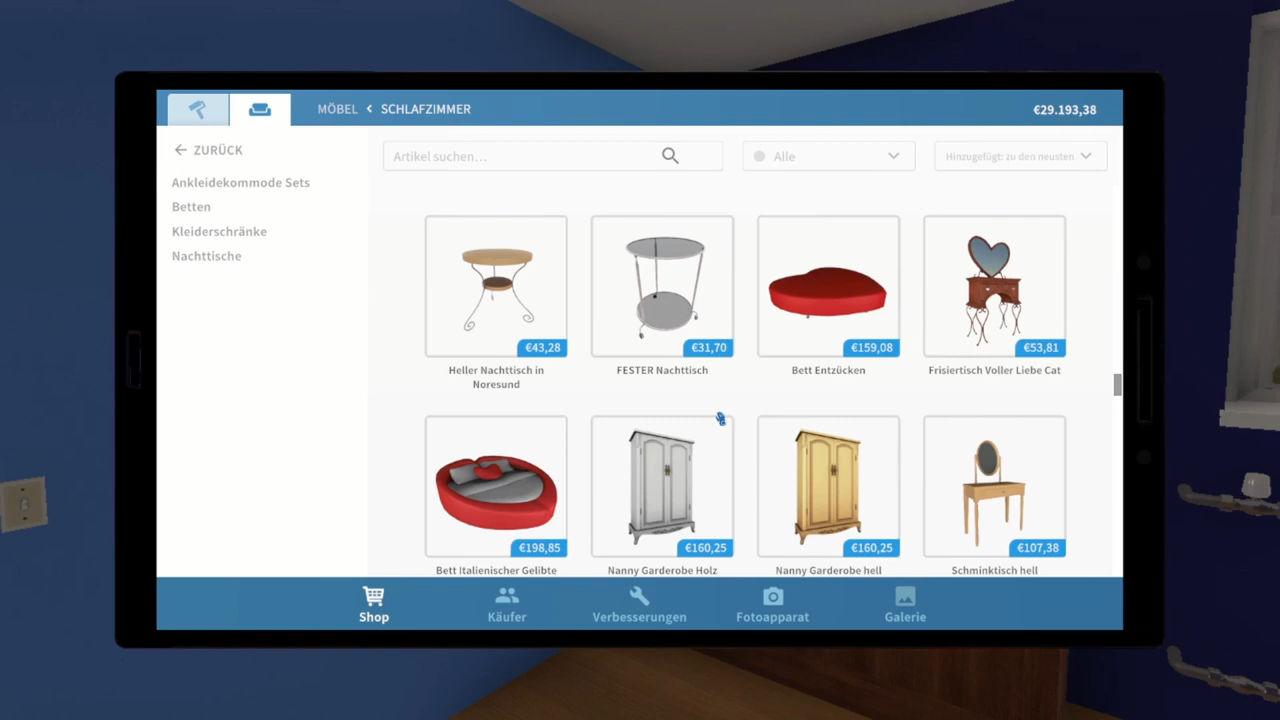 MÖBEL < SCHLAFZIMMER
€29.193,38
ZURÜCK
Ankleidekommode Sets
Betten
Kleiderschränke
Nachttische
Artikel suchen...
Alle
Hinzugefügt: zu den neusten
€43,28
€31,70
€159,08
€53,81
Heller Nachttisch in
Noresund
FESTER Nachttisch
Bett Entzücken
Frisiertisch Voller Liebe Cat
€198,85
€160,25
€160,25
€107,38
Bett Italienischer Gelibte
Nanny Garderobe Holz
Nanny Garderobe hell
Schminktisch hell
Shop
Käufer
Verbesserungen
Fotoapparat
Galerie